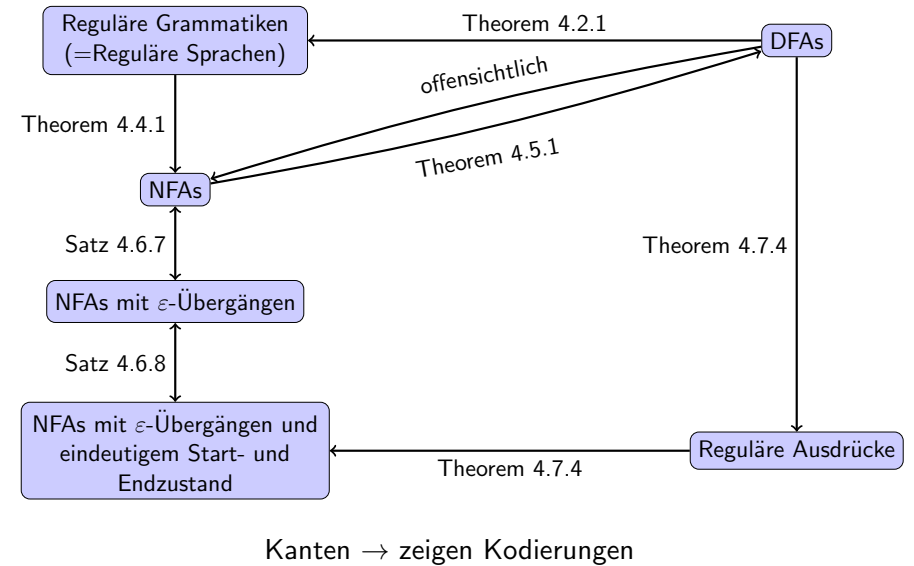 Reguläre Grammatiken
(=Reguläre Sprachen)
Theorem 4.2.1
DFAs
offensichtlich
Theorem 4.4.1
Theorem 4.5.1
NFAs
Satz 4.6.7
Theorem 4.7.4
NFAs mit ε-Übergängen
Satz 4.6.8
NFAs mit ε-Übergängen und
eindeutigem Start- und
Endzustand
Theorem 4.7.4
Reguläre Ausdrücke
Kanten → zeigen Kodierungen